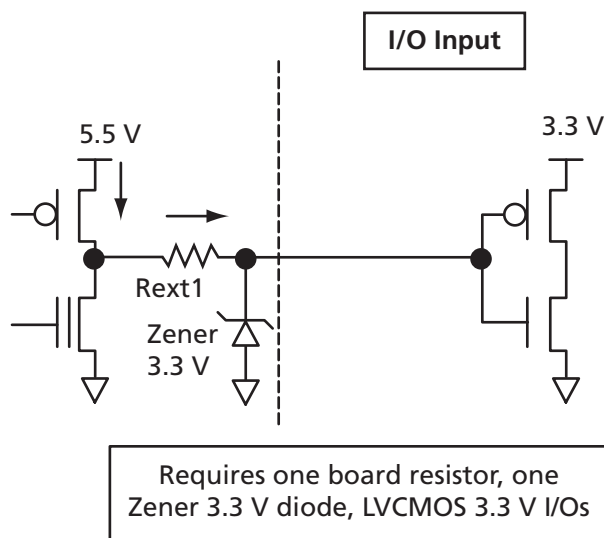 I/O Input
5.5 V
3.3 V
Rext1
Zener
3.3 V
Requires one board resistor, one
Zener 3.3 V diode, LVCMOS 3.3 V I/Os